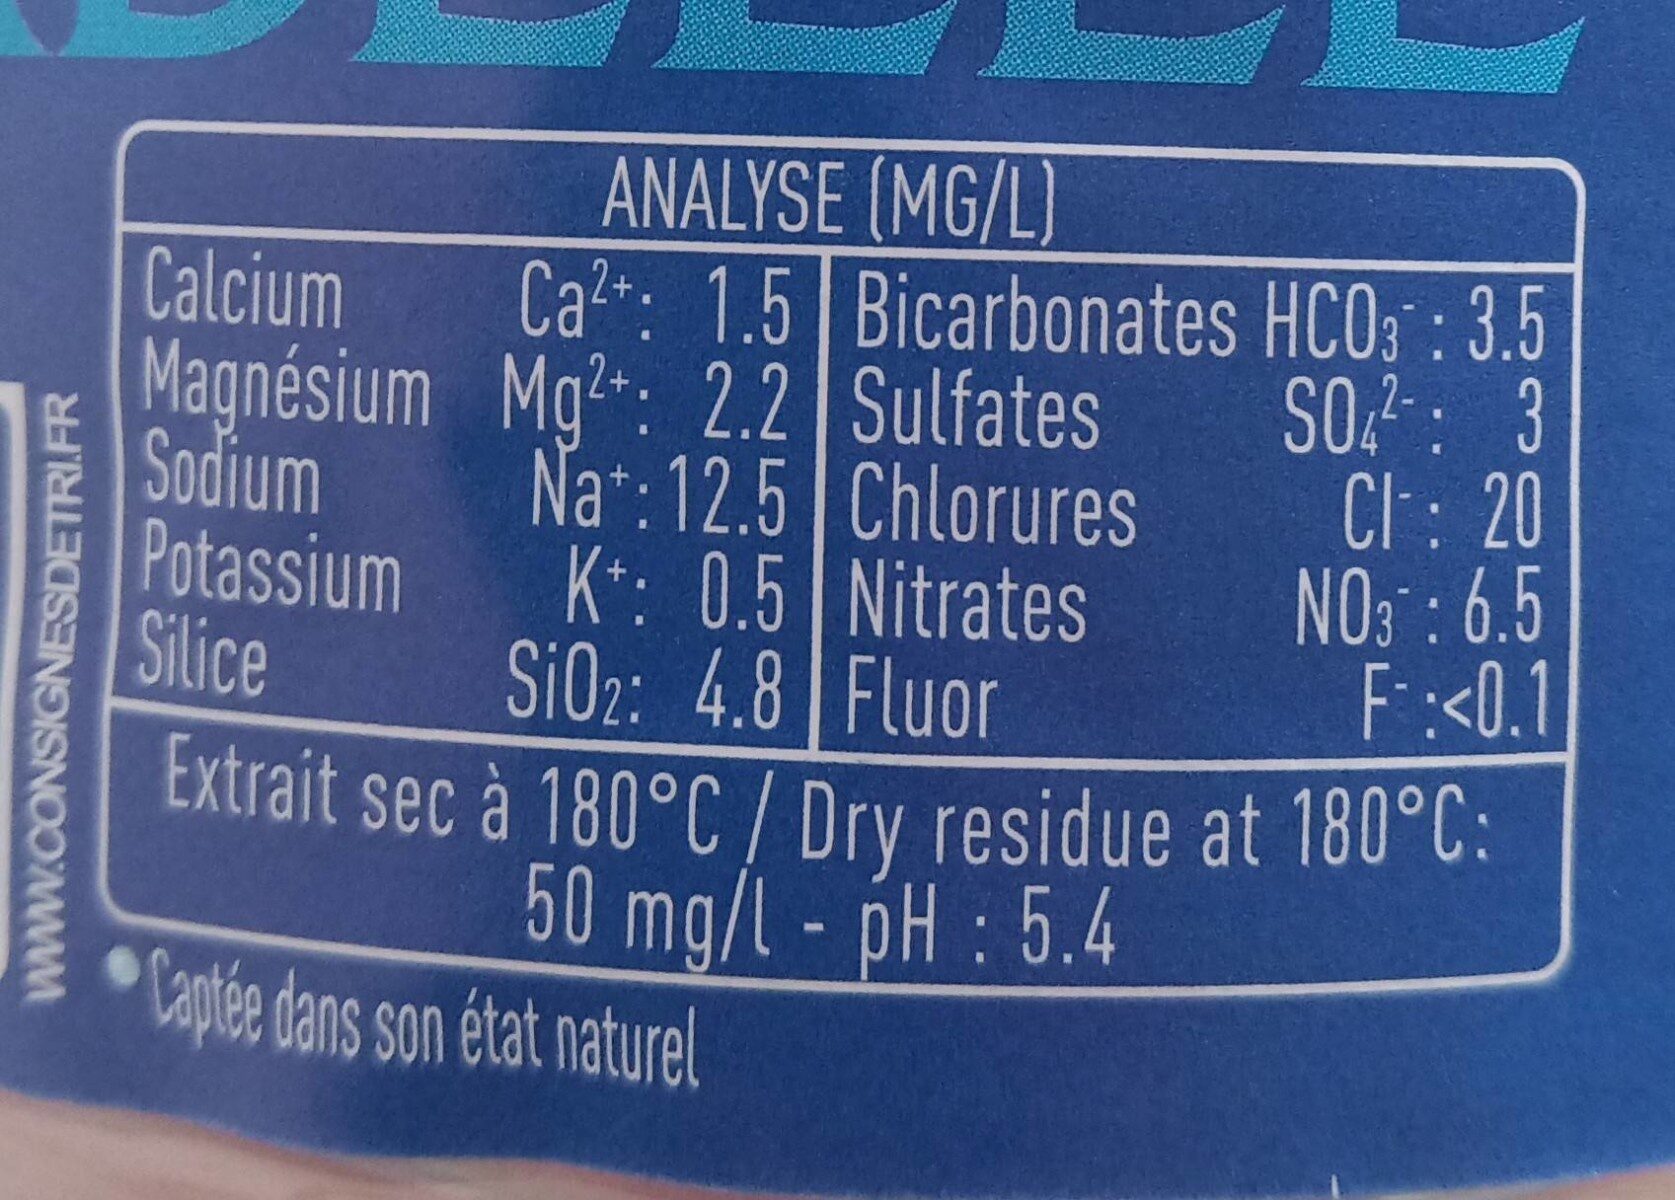 ANALYSE (MG/L)
Calcium Ca²⁺: 1.5
Magnésium Mg²⁺: 2.2
Sodium Na⁺: 12.5
Potassium K⁺: 0.5
Silice SiO₂: 4.8
Bicarbonates HCO₃⁻: 3.5
Sulfates SO₄²⁻: 3
Chlorures Cl⁻: 20
Nitrates NO₃⁻: 6.5
Fluor F⁻:<0.1
Extrait sec à 180°C / Dry residue at 180°C:
50 mg/l - pH : 5.4
• Captée dans son état naturel
WWW.CONSIGNESDETRI.FR